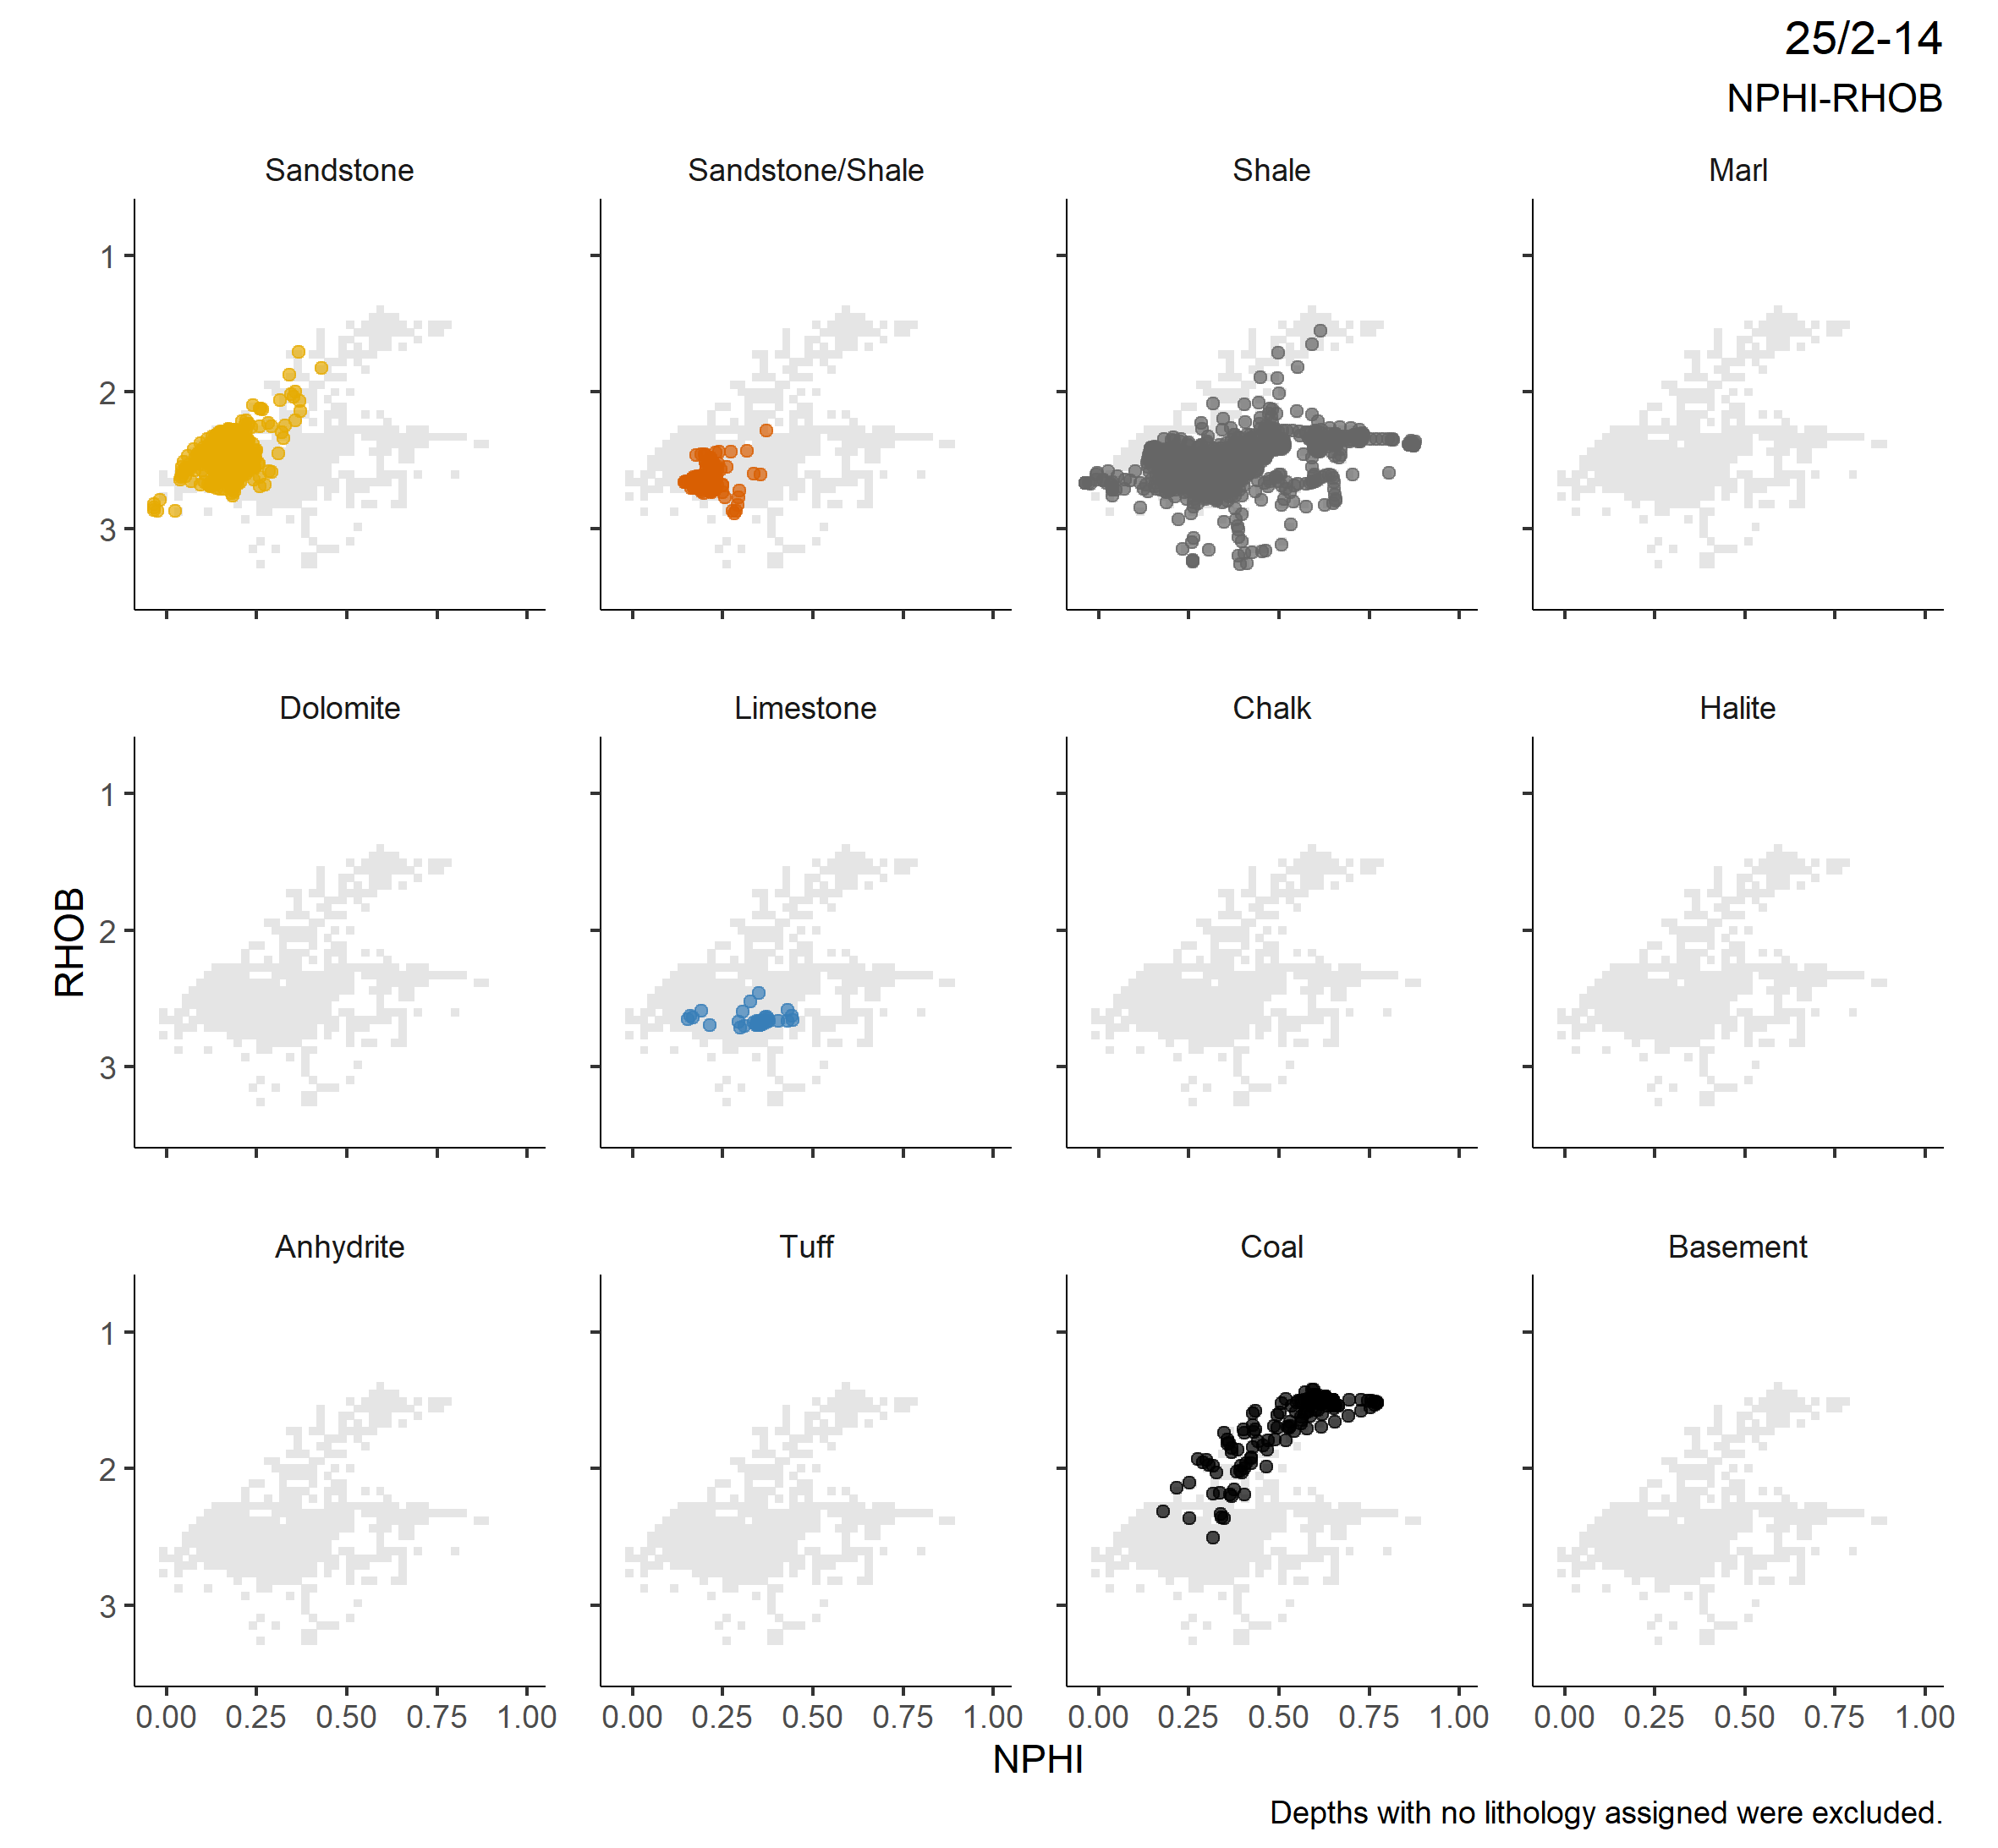 25/2-14
NPHI-RHOB
Sandstone Sandstone/Shale Shale Marl
1
2
3
Dolomite Limestone Chalk Halite
RHOB
1
2
3
Anhydrite Tuff Coal Basement
1
2
3
0.00 0.25 0.50 0.75 1.00 0.00 0.25 0.50 0.75 1.00 0.00 0.25 0.50 0.75 1.00 0.00 0.25 0.50 0.75 1.00
NPHI
Depths with no lithology assigned were excluded.